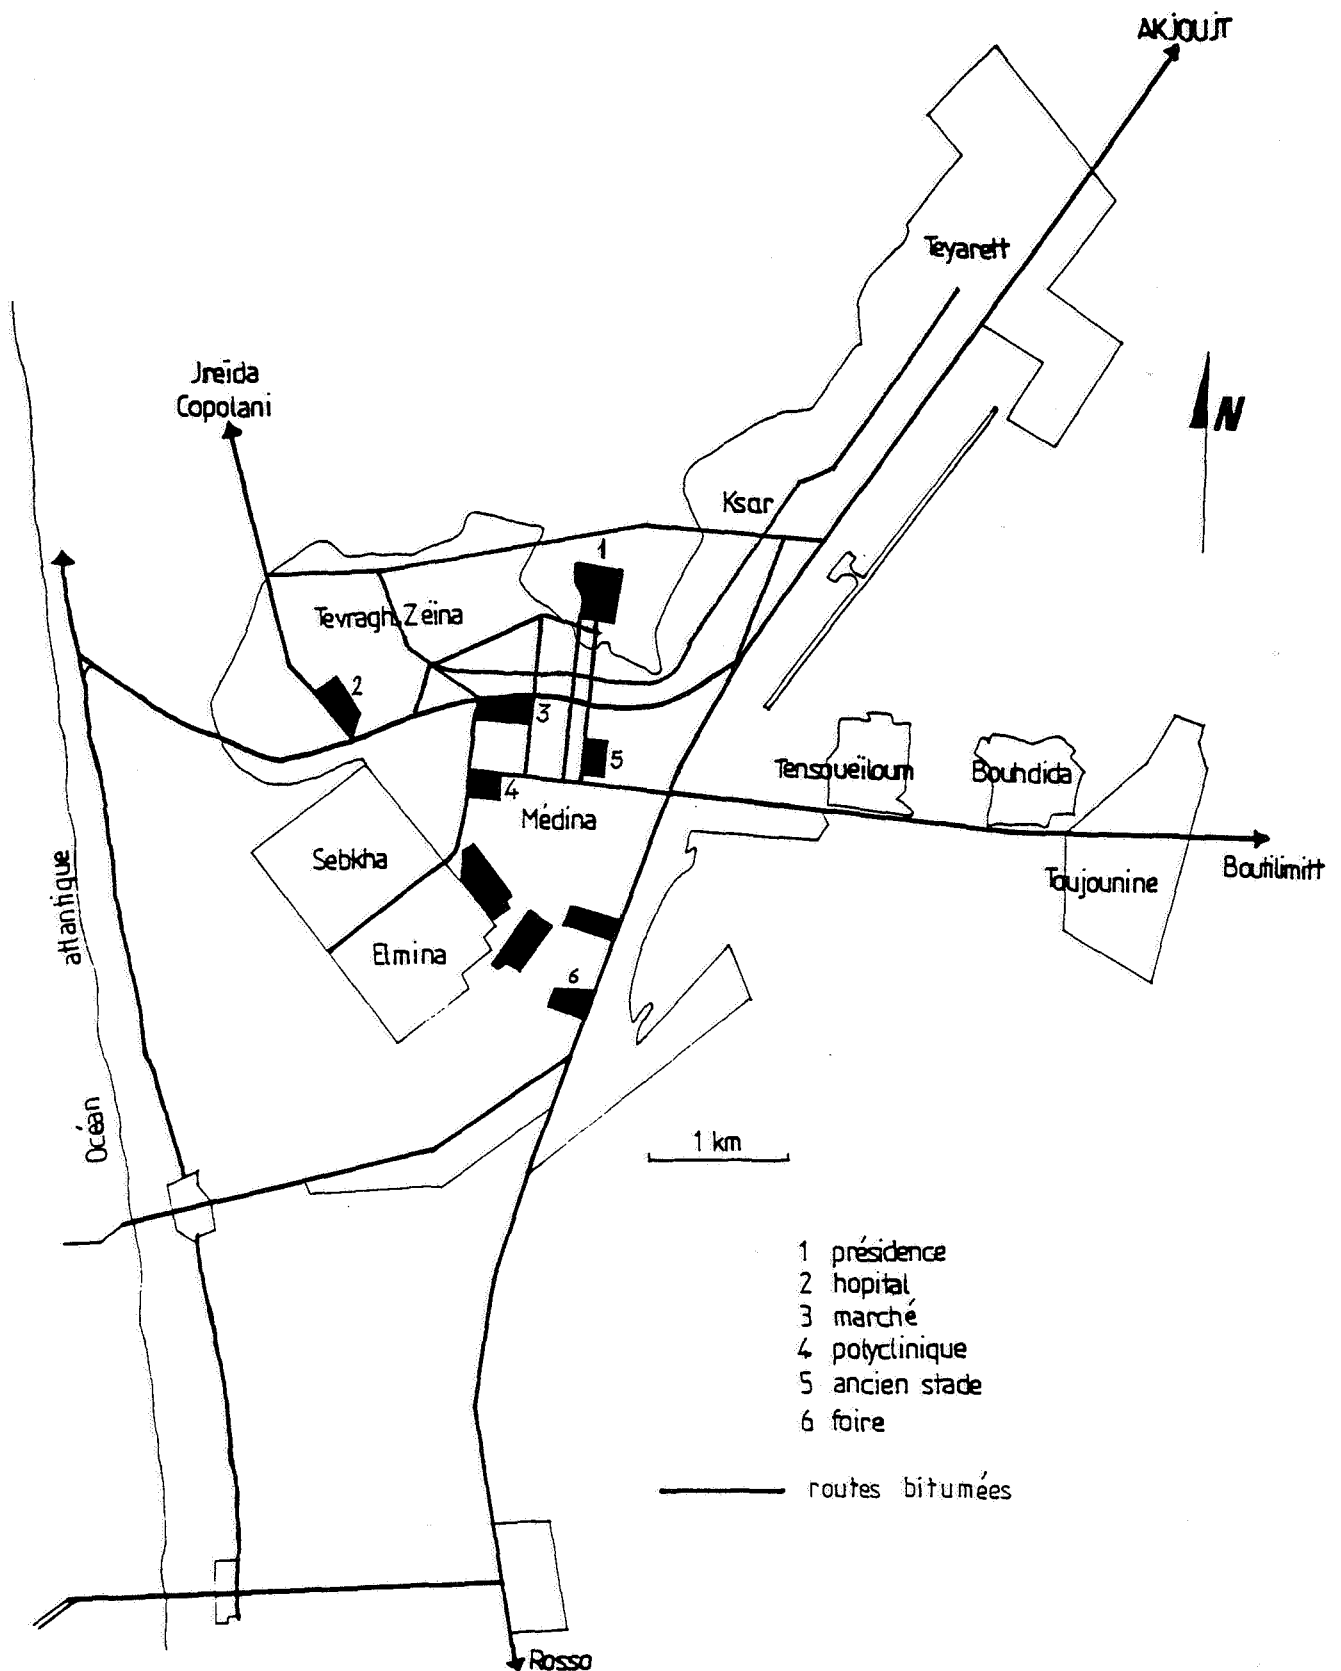 AKJOUJT
Teyarett
Jreïda
Copolani
N
Ksar
1
Tevragh Zeïna
2
3
5
Tensoueïloum
Bouhdida
4
Médina
Sebkha
Boutilimitt
Toujounine
atlantique
Elmina
6
Océan
1 km
1 présidence
2 hopital
3 marché
4 polyclinique
5 ancien stade
6 foire
routes bitumées
Rosso